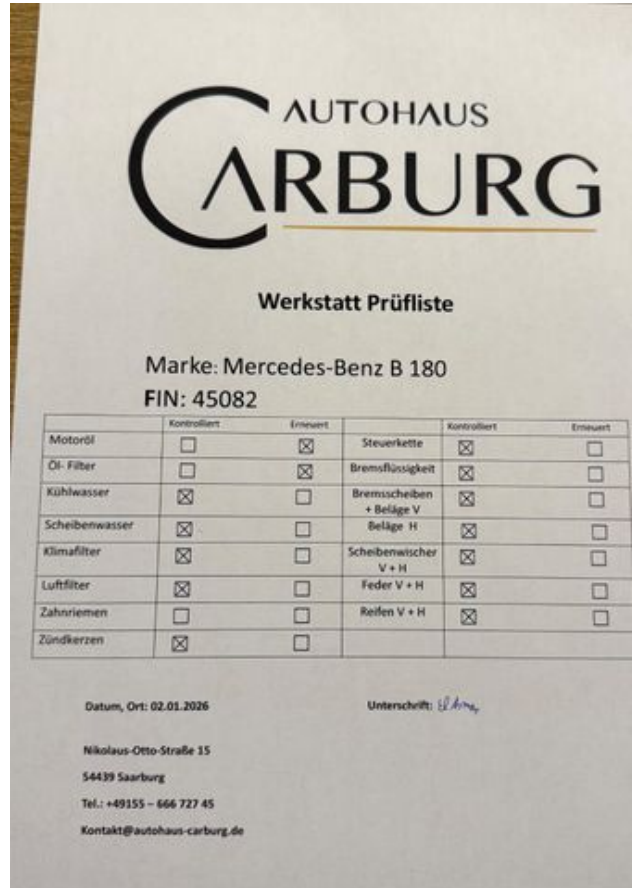 AUTOHAUS
CARBURG
Werkstatt Prüfliste
Marke: Mercedes-Benz B 180
FIN: 45082
Kontrolliert Erneuert Kontrolliert Erneuert
Motoröl ☐ ☒ Steuerkette ☒ ☐
Öl- Filter ☐ ☒ Bremsflüssigkeit ☒ ☐
Kühlwasser ☒ ☐ Bremsscheiben + Beläge V ☒ ☐
Scheibenwasser ☒ ☐ Beläge H ☒ ☐
Klimafilter ☒ ☐ Scheibenwischer V + H ☒ ☐
Luftfilter ☒ ☐ Feder V + H ☒ ☐
Zahnriemen ☐ ☐ Reifen V + H ☒ ☐
Zündkerzen ☒ ☐
Datum, Ort: 02.01.2026 Unterschrift:
Nikolaus-Otto-Straße 15
54439 Saarburg
Tel.: +49155 – 666 727 45
Kontakt@autohaus-carburg.de